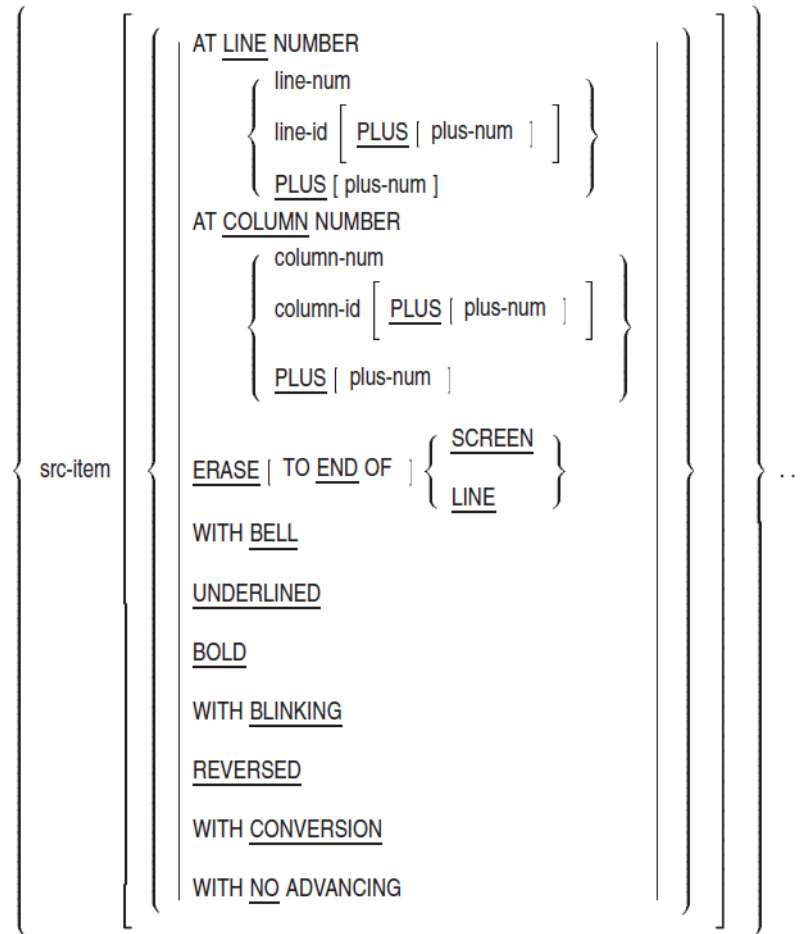 AT LINE NUMBER
line-num
line-id [ PLUS [ plus-num ] ]
PLUS [ plus-num ]
AT COLUMN NUMBER
column-num
column-id [ PLUS [ plus-num ] ]
PLUS [ plus-num ]
SCREEN
src-item ERASE [ TO END OF ] . .
LINE
WITH BELL
UNDERLINED
BOLD
WITH BLINKING
REVERSED
WITH CONVERSION
WITH NO ADVANCING